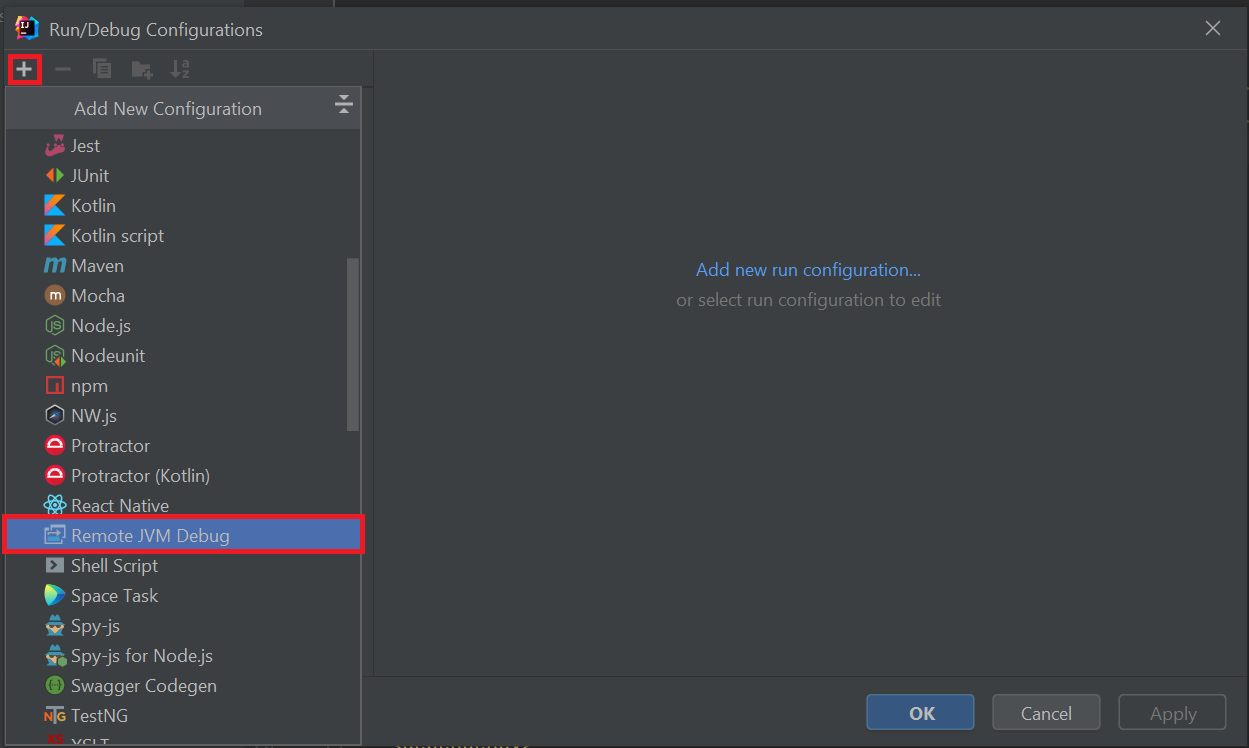 Run/Debug Configurations
Add New Configuration
Jest
JUnit
Kotlin
Kotlin script
Maven
Mocha
Node.js
Nodeunit
npm
NW.js
Protractor
Protractor (Kotlin)
React Native
Remote JVM Debug
Shell Script
Space Task
Spy-js
Spy-js for Node.js
Swagger Codegen
TestNG
XSLT
Add new run configuration...
or select run configuration to edit
OK
Cancel
Apply